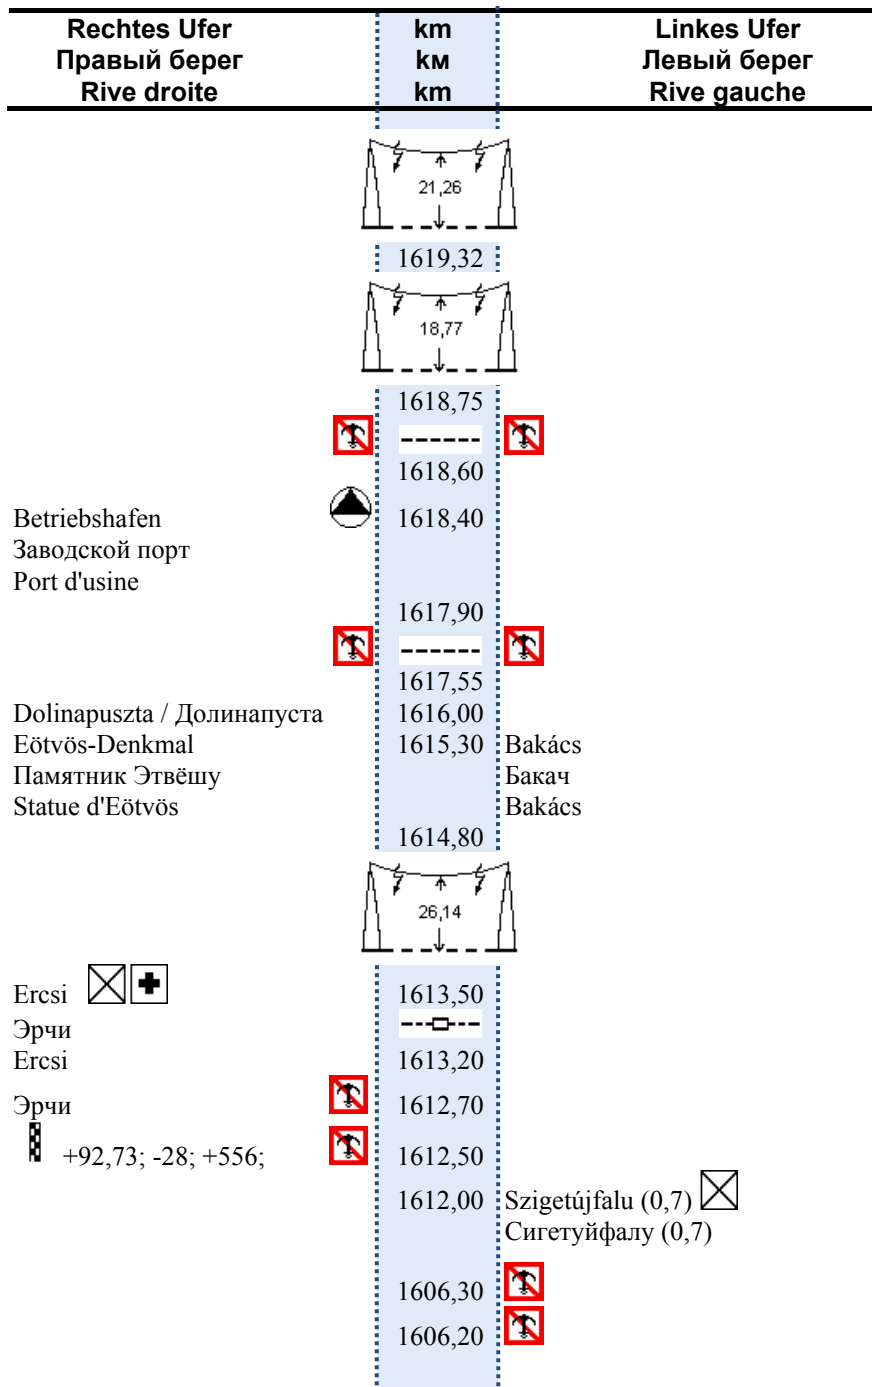 Rechtes Ufer km Linkes Ufer
Правый берег км Левый берег
Rive droite km Rive gauche
21,26
1619,32
18,77
1618,75
1618,60
Betriebshafen 1618,40
Заводской порт
Port d'usine
1617,90
1617,55
Dolinapuszta / Долинапуста 1616,00
Eötvös-Denkmal 1615,30 Bakács
Памятник Этвёшу Бакач
Statue d'Eötvös Bakács
1614,80
26,14
Ercsi 1613,50
Эрчи
Ercsi 1613,20
Эрчи 1612,70
+92,73; -28; +556; 1612,50
1612,00 Szigetújfalu (0,7)
Сигетуйфалу (0,7)
1606,30
1606,20